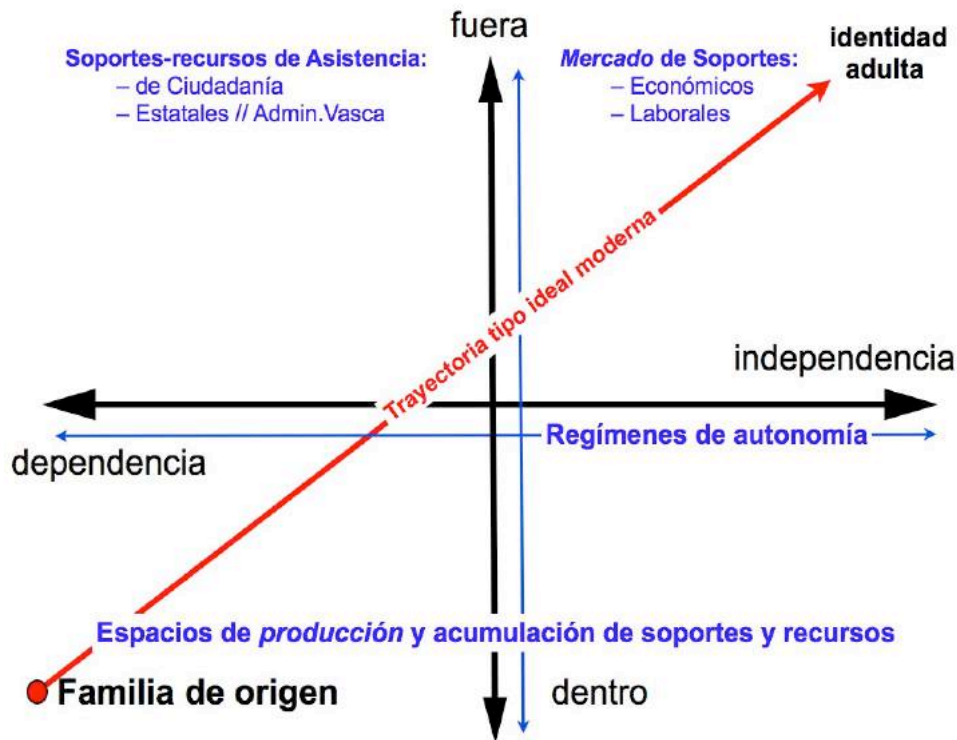 fuera
Soportes-recursos de Asistencia:
– de Ciudadanía
– Estatales // Admin.Vasca
Mercado de Soportes:
– Económicos
– Laborales
identidad
adulta
Trayectoria tipo ideal moderna
independencia
Regímenes de autonomía
dependencia
Espacios de producción y acumulación de soportes y recursos
Familia de origen
dentro